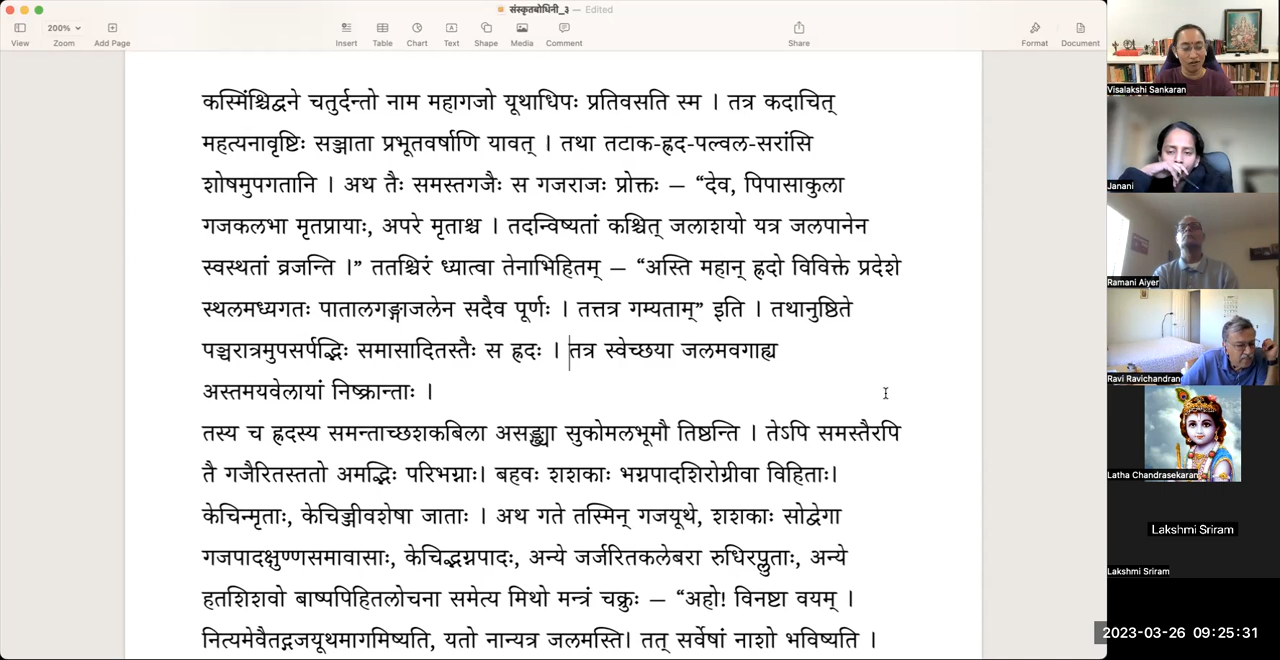 संस्कृतबोधिनी_३ — Edited
View
200%
Zoom
Add Page
Insert
Table
Chart
Text
Shape
Media
Comment
Share
Format
Document
कस्मिंश्चिद्वने चतुर्दन्तो नाम महागजो यूथाधिपः प्रतिवसति स्म । तत्र कदाचित्
महत्यनावृष्टिः सञ्जाता प्रभूतवर्षाणि यावत् । तथा तटाक-ह्रद-पल्वल-सरांसि
शोषमुपगतानि । अथ तैः समस्तगजैः स गजराजः प्रोक्तः — “देव, पिपासाकुला
गजकलभा मृतप्रायाः, अपरे मृताश्च । तदन्विष्यतां कश्चित् जलाशयो यत्र जलपानेन
स्वस्थतां व्रजन्ति ।” ततश्चिरं ध्यात्वा तेनाभिहितम् — “अस्ति महान् ह्रदो विविक्ते प्रदेशे
स्थलमध्यगतः पातालगङ्गाजलेन सदैव पूर्णः । तत्तत्र गम्यताम्” इति । तथानुष्ठिते
पञ्चरात्रमुपसर्पद्भिः समासादितस्तैः स ह्रदः । तत्र स्वेच्छया जलमवगाह्य
अस्तमयवेलायां निष्क्रान्ताः ।
तस्य च ह्रदस्य समन्ताच्छशकबिला असङ्ख्या सुकोमलभूमौ तिष्ठन्ति । तेऽपि समस्तैरपि
तै गजैरितस्ततो अमद्भिः परिभग्नाः। बहवः शशकाः भग्नपादशिरोग्रीवा विहिताः।
केचिन्मृताः, केचिज्जीवशेषा जाताः । अथ गते तस्मिन् गजयूथे, शशकाः सोद्वेगा
गजपादक्षुण्णसमावासाः, केचिद्भग्नपादः, अन्ये जर्जरितकलेबरा रुधिरप्लुताः, अन्ये
हतशिशवो बाष्पपिहितलोचना समेत्य मिथो मन्त्रं चक्रुः — “अहो! विनष्टा वयम् ।
नित्यमेवैतद्गजयूथमागमिष्यति, यतो नान्यत्र जलमस्ति। तत् सर्वेषां नाशो भविष्यति ।
Visalakshi Sankaran
Janani
Ramani Aiyer
Ravi Ravichandran
Latha Chandrasekaran
Lakshmi Sriram
Lakshmi Sriram
2023-03-26 09:25:31